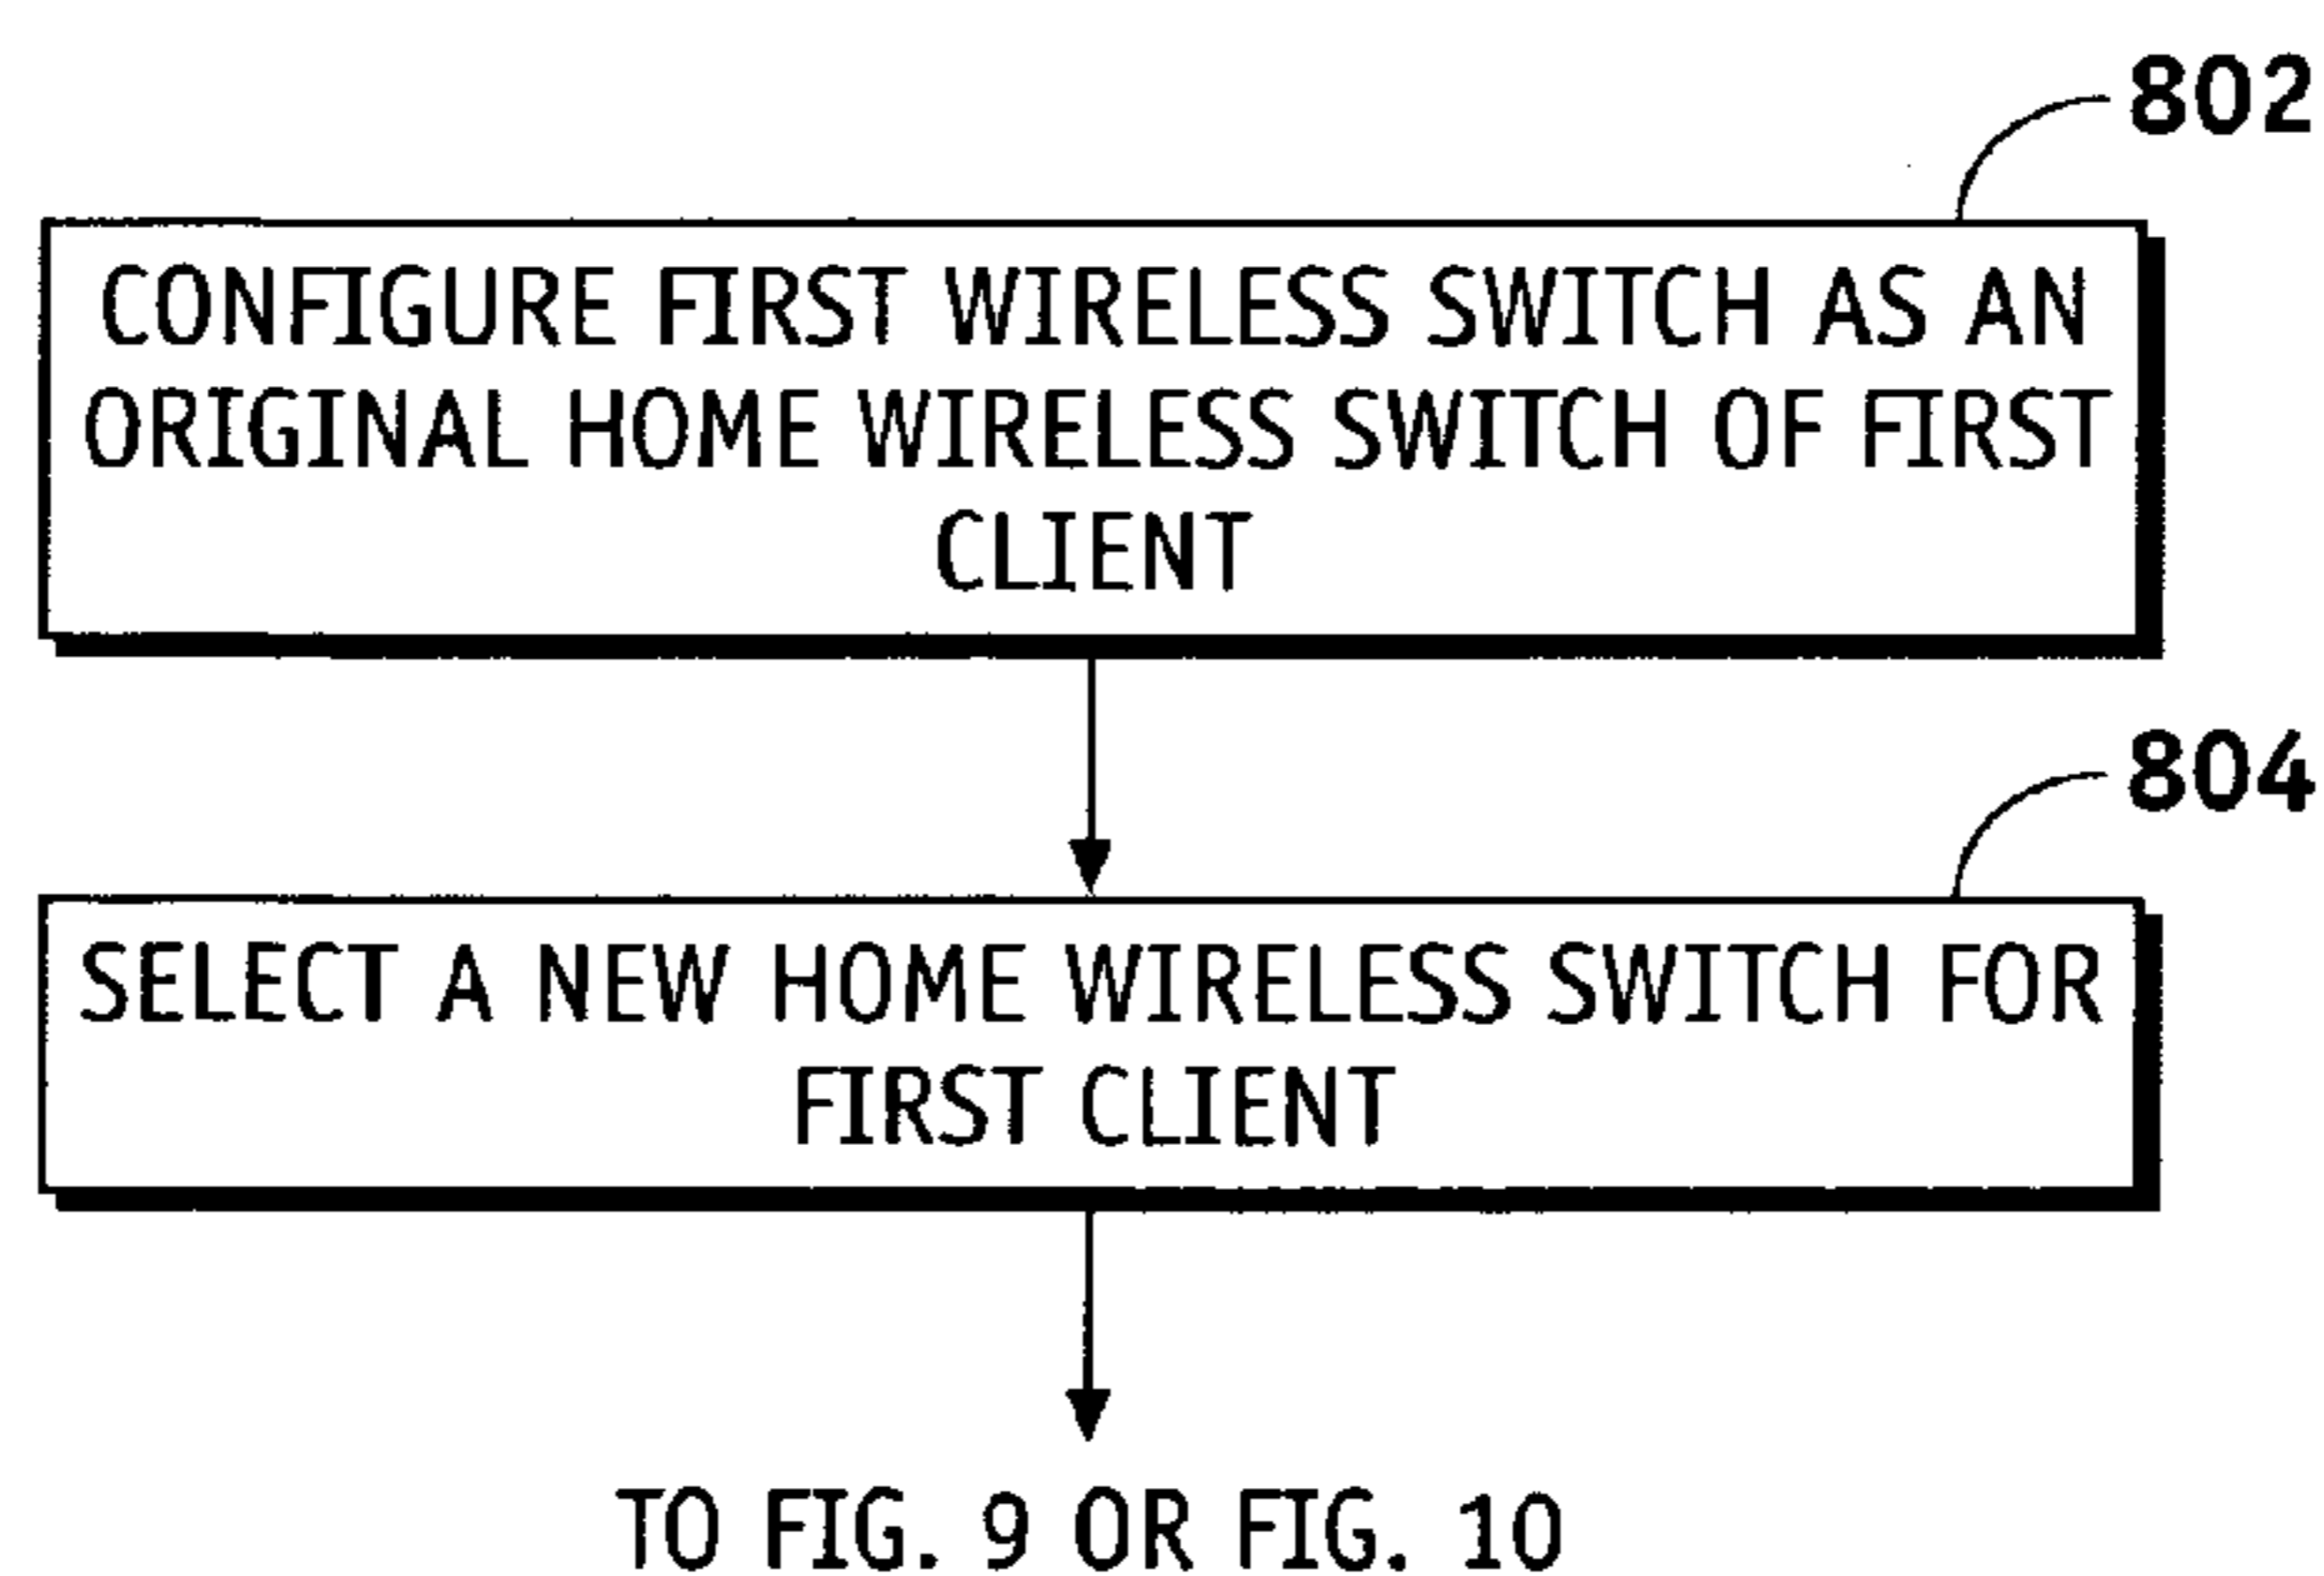 802
CONFIGURE FIRST WIRELESS SWITCH AS AN
ORIGINAL HOME WIRELESS SWITCH OF FIRST
CLIENT
804
SELECT A NEW HOME WIRELESS SWITCH FOR
FIRST CLIENT
TO FIG. 9 OR FIG. 10